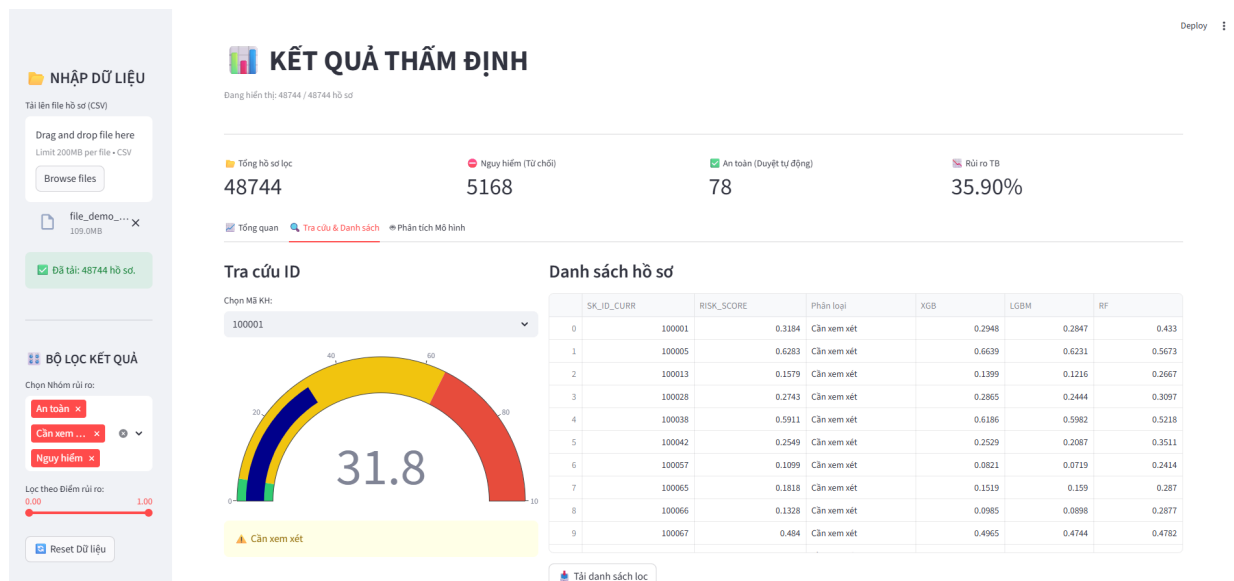 Deploy
NHẬP DỮ LIỆU
Tải lên file hồ sơ (CSV)
Drag and drop file here
Limit 200MB per file • CSV
Browse files
file_demo_...
109.0MB
Đã tải: 48744 hồ sơ.
BỘ LỌC KẾT QUẢ
Chọn Nhóm rủi ro:
An toàn ×
Cần xem ... ×
Nguy hiểm ×
Lọc theo Điểm rủi ro:
0.00 1.00
Reset Dữ liệu
KẾT QUẢ THẨM ĐỊNH
Đang hiển thị: 48744 / 48744 hồ sơ
Tổng hồ sơ lọc
48744
Nguy hiểm (Từ chối)
5168
An toàn (Duyệt tự động)
78
Rủi ro TB
35.90%
Tổng quan Tra cứu & Danh sách Phân tích Mô hình
Tra cứu ID
Chọn Mã KH:
100001
0 20 40 60 80 10
31.8
Cần xem xét
Danh sách hồ sơ
SK_ID_CURR RISK_SCORE Phân loại XGB LGBM RF
0 100001 0.3184 Cần xem xét 0.2948 0.2847 0.433
1 100005 0.6283 Cần xem xét 0.6639 0.6231 0.5673
2 100013 0.1579 Cần xem xét 0.1399 0.1216 0.2667
3 100028 0.2743 Cần xem xét 0.2865 0.2444 0.3097
4 100038 0.5911 Cần xem xét 0.6186 0.5982 0.5218
5 100042 0.2549 Cần xem xét 0.2529 0.2087 0.3511
6 100057 0.1099 Cần xem xét 0.0821 0.0719 0.2414
7 100065 0.1818 Cần xem xét 0.1519 0.159 0.287
8 100066 0.1328 Cần xem xét 0.0985 0.0898 0.2877
9 100067 0.484 Cần xem xét 0.4965 0.4744 0.4782
Tải danh sách lọc